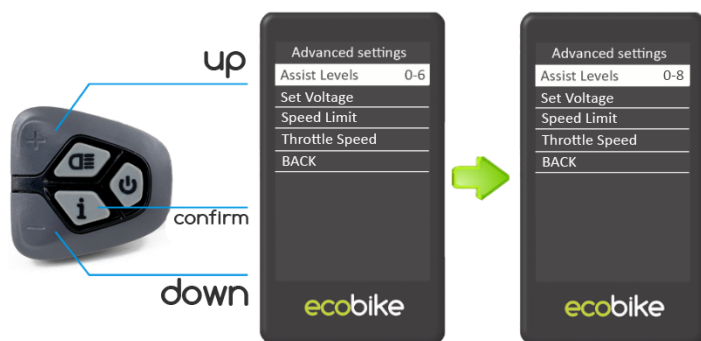 up
confirm
down
+
i
−
Advanced settings
Assist Levels 0-6
Set Voltage
Speed Limit
Throttle Speed
BACK
ecobike
Advanced settings
Assist Levels 0-8
Set Voltage
Speed Limit
Throttle Speed
BACK
ecobike